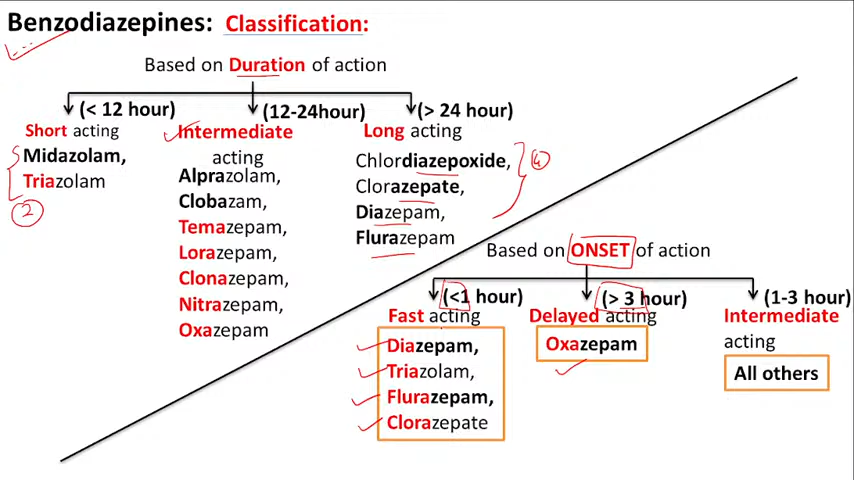 Benzodiazepines: Classification:
Based on Duration of action
(< 12 hour)
Short acting
Midazolam,
Triazolam
2
(12-24hour)
Intermediate
acting
Alprazolam,
Clobazam,
Temazepam,
Lorazepam,
Clonazepam,
Nitrazepam,
Oxazepam
(> 24 hour)
Long acting
Chlordiazepoxide,
Clorazepate,
Diazepam,
Flurazepam
4
Based on ONSET of action
(<1 hour)
Fast acting
Diazepam,
Triazolam,
Flurazepam,
Clorazepate
(> 3 hour)
Delayed acting
Oxazepam
(1-3 hour)
Intermediate
acting
All others